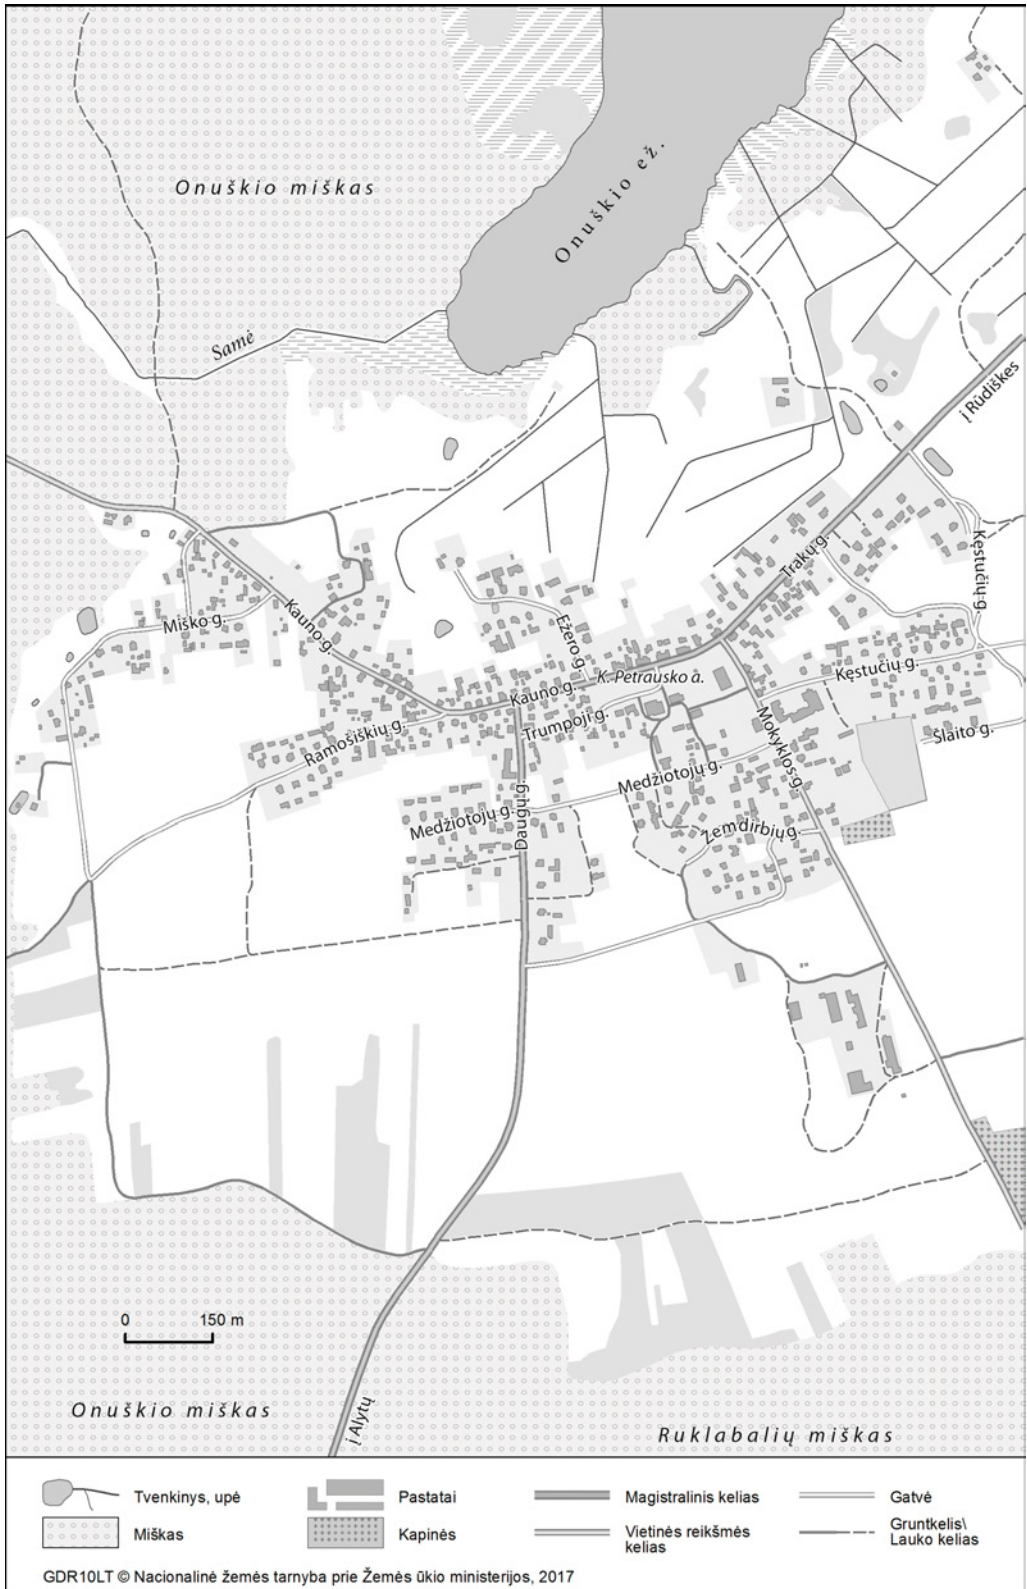 Onuškio miškas
Onuškio ež.
Samė
į Rūdiškes
Kęstučių g.
Trakų g.
Miško g.
Kauno g.
Ežero g.
K. Petrausko a.
Kęstučių g.
Kauno g.
Trumpoji g.
Ramošiškių g.
Mokyklos g.
Šlaito g.
Medžiotojų g.
Medžiotojų g.
Daugų g.
Žemdirbių g.
0 150 m
Onuškio miškas
į Alytų
Ruklabalių miškas
Tvenkinys, upė
Pastatai
Magistralinis kelias
Gatvė
Miškas
Kapinės
Vietinės reikšmės
kelias
Gruntkelis\
Lauko kelias
GDR10LT © Nacionalinė žemės tarnyba prie Žemės ūkio ministerijos, 2017